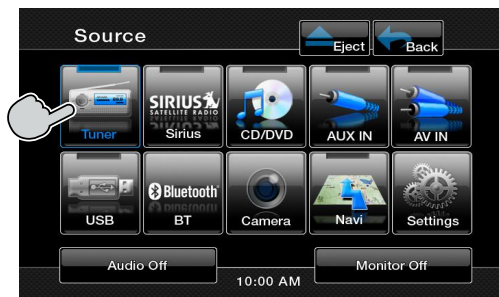 Source
Eject
Back
SIRIUS
SATELLITE RADIO
Tuner
Sirius
CD/DVD
AUX IN
AV IN
Bluetooth
USB
BT
Camera
Navi
Settings
Audio Off
Monitor Off
10:00 AM